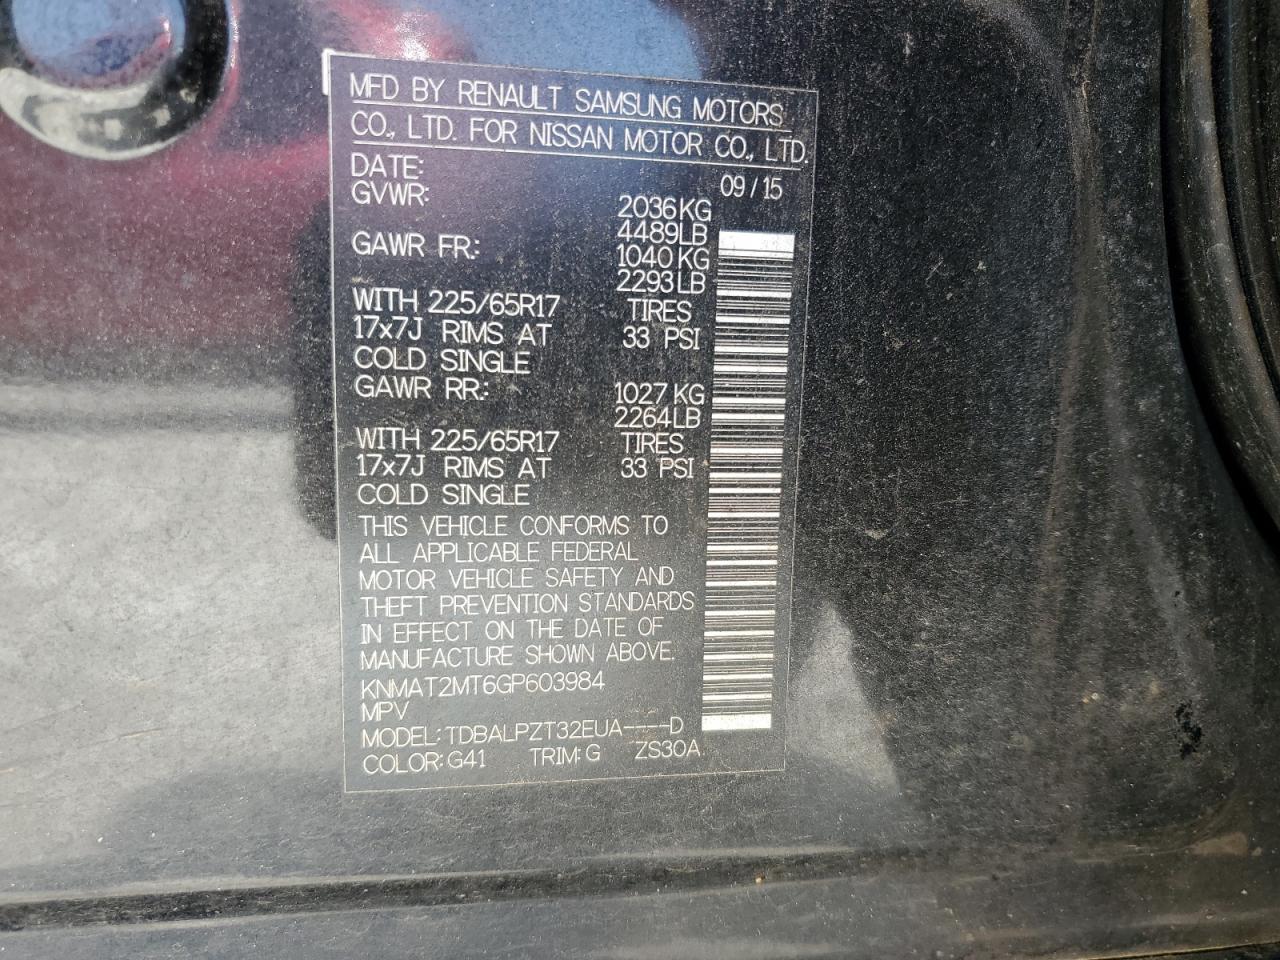 MFD BY RENAULT SAMSUNG MOTORS
CO., LTD. FOR NISSAN MOTOR CO., LTD.
DATE: 09/15
GVWR: 2036KG
4489LB
GAWR FR.: 1040KG
2293LB
WITH 225/65R17 TIRES
17x7J RIMS AT 33 PSI
COLD SINGLE
GAWR RR.: 1027 KG
2264LB
WITH 225/65R17 TIRES
17x7J RIMS AT 33 PSI
COLD SINGLE
THIS VEHICLE CONFORMS TO
ALL APPLICABLE FEDERAL
MOTOR VEHICLE SAFETY AND
THEFT PREVENTION STANDARDS
IN EFFECT ON THE DATE OF
MANUFACTURE SHOWN ABOVE.
KNMAT2MT6GP603984
MPV
MODEL: TDBALPZT32EUA----D
COLOR: G41 TRIM: G ZS30A